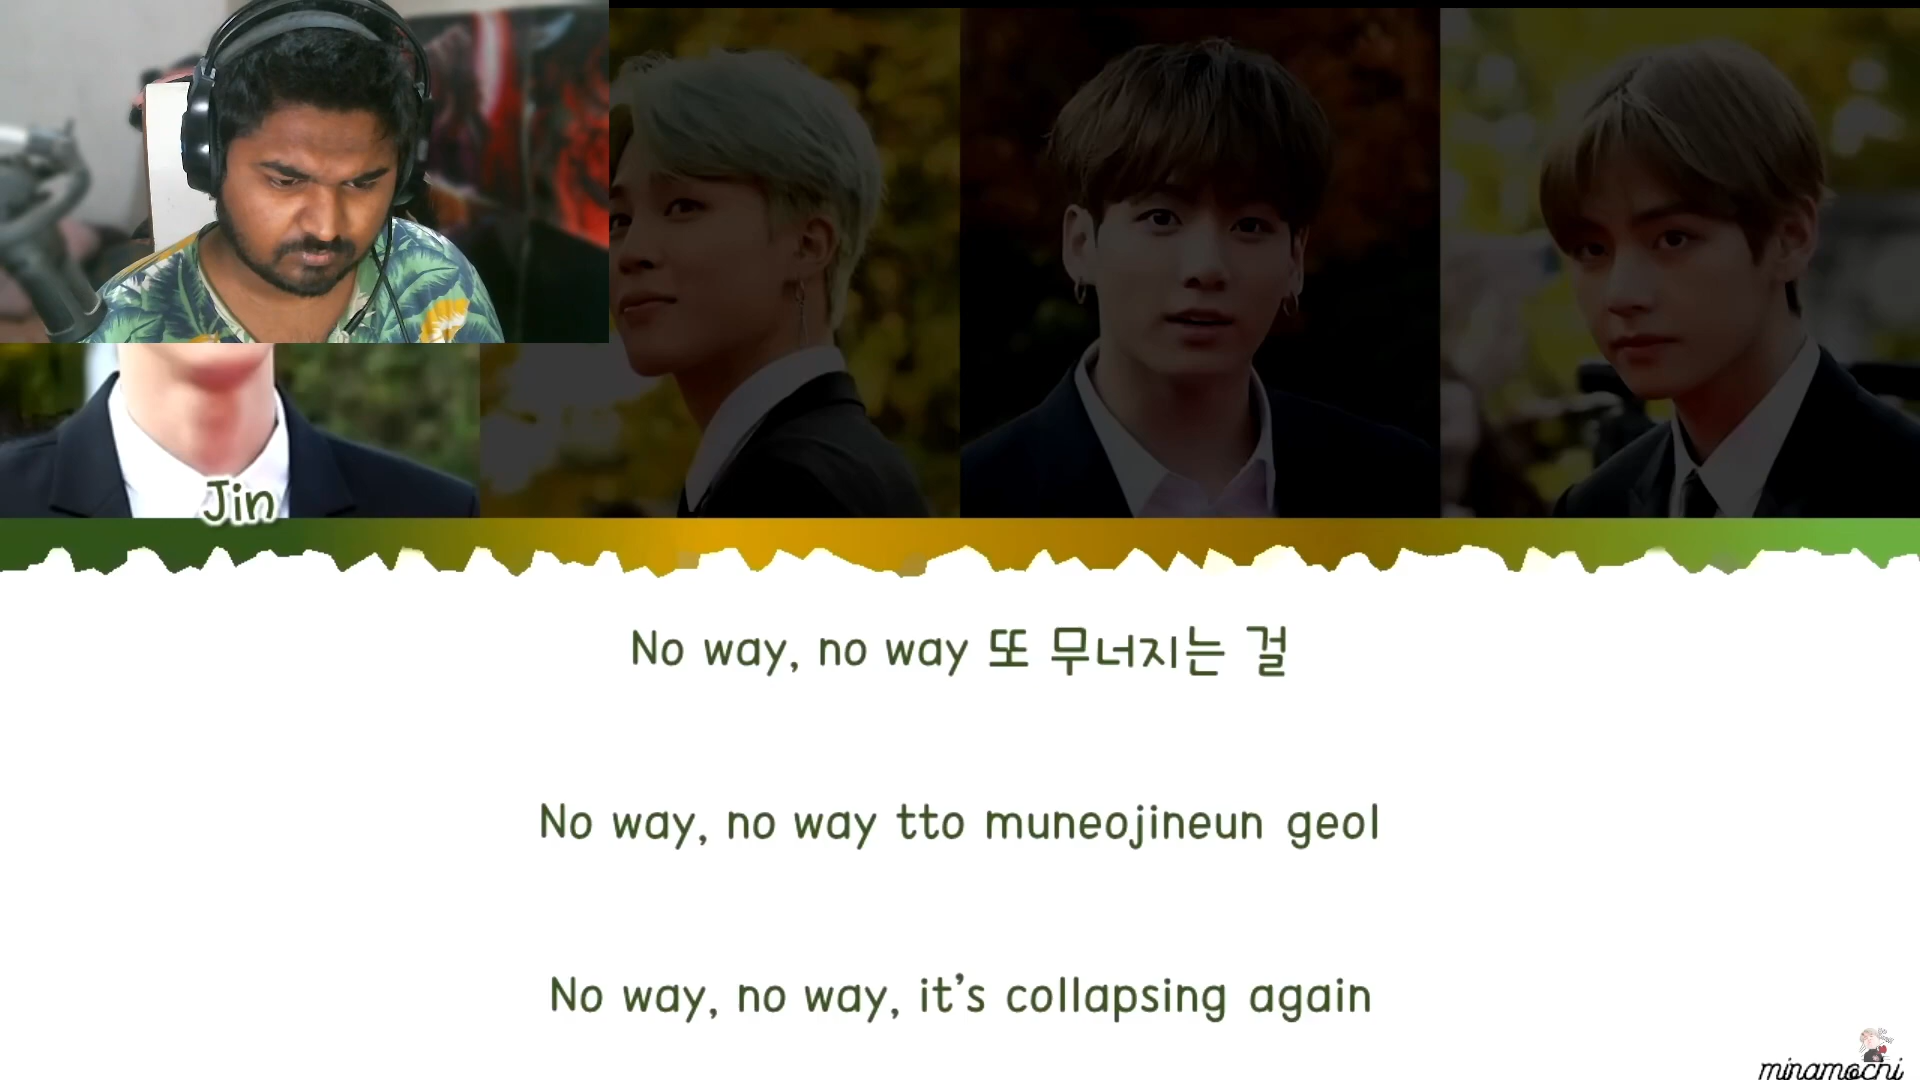 Jin
No way, no way 또 무너지는 걸
No way, no way tto muneojineun geol
No way, no way, it's collapsing again
minamochi